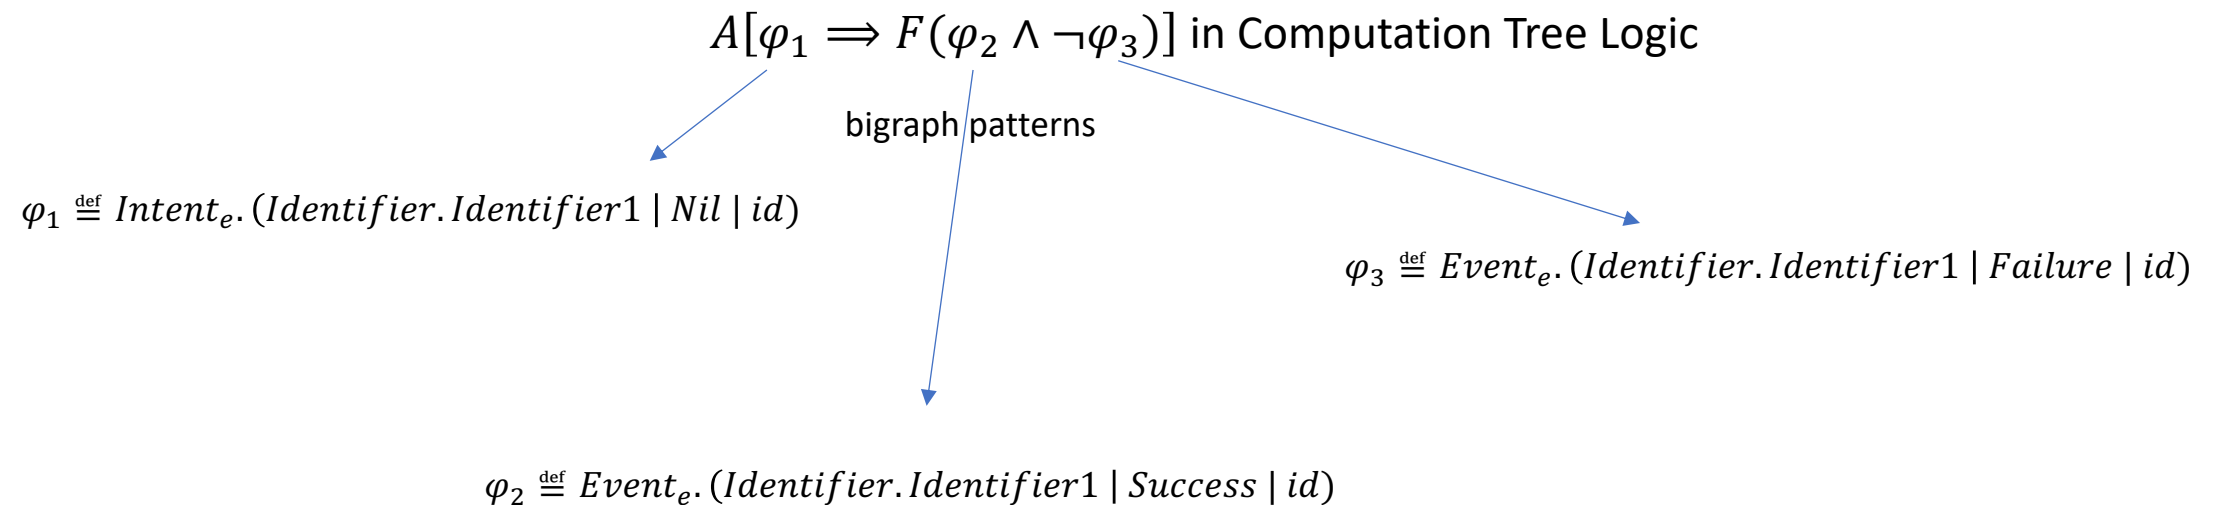 A[φ₁ ⟹ F(φ₂ ∧ ¬φ₃)] in Computation Tree Logic
bigraph patterns
φ₁ ≝ Intentₑ.(Identifier.Identifier1 | Nil | id)
φ₃ ≝ Eventₑ.(Identifier.Identifier1 | Failure | id)
φ₂ ≝ Eventₑ.(Identifier.Identifier1 | Success | id)